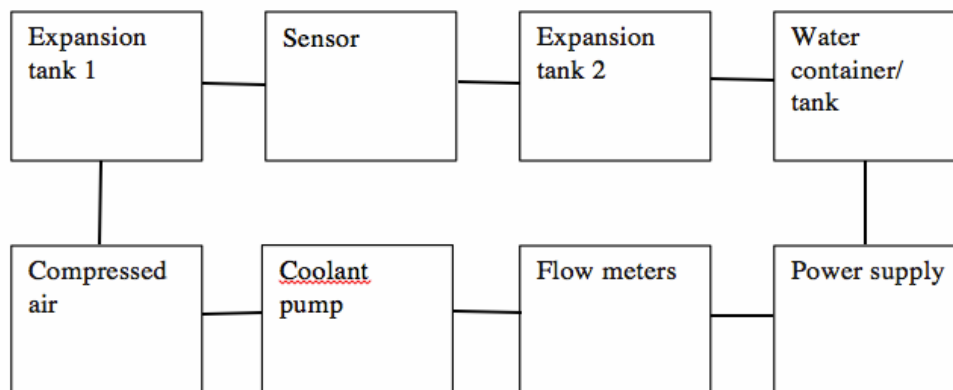 Expansion
tank 1
Sensor
Expansion
tank 2
Water
container/
tank
Compressed
air
Coolant
pump
Flow meters
Power supply